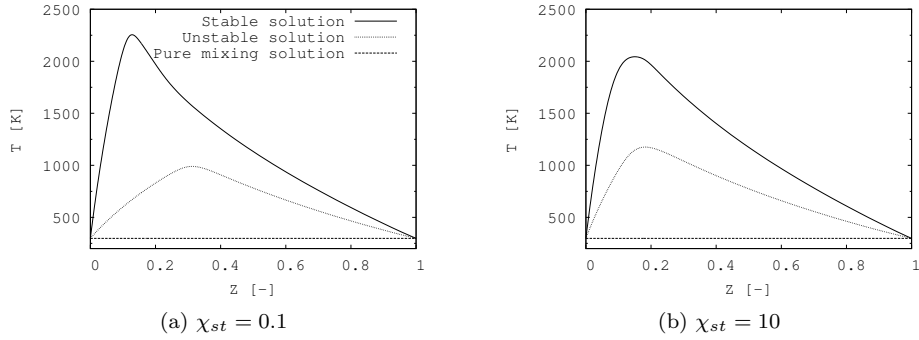 2500
2000
1500
1000
500
T [K]
0
0.2
0.4
0.6
0.8
1
Z [-]
Stable solution
Unstable solution
Pure mixing solution
(a) χst = 0.1
2500
2000
1500
1000
500
T [K]
0
0.2
0.4
0.6
0.8
1
Z [-]
(b) χst = 10